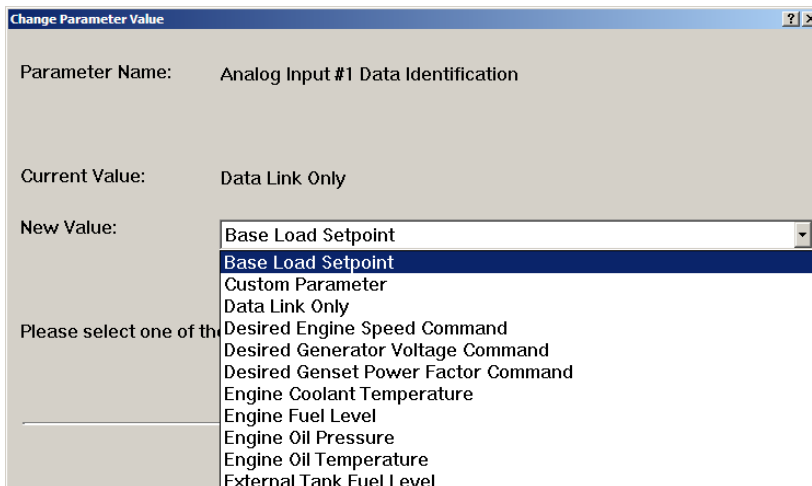 Change Parameter Value
Parameter Name: Analog Input #1 Data Identification
Current Value: Data Link Only
New Value: Base Load Setpoint
Base Load Setpoint
Custom Parameter
Data Link Only
Please select one of the
Desired Engine Speed Command
Desired Generator Voltage Command
Desired Genset Power Factor Command
Engine Coolant Temperature
Engine Fuel Level
Engine Oil Pressure
Engine Oil Temperature
External Tank Fuel Level